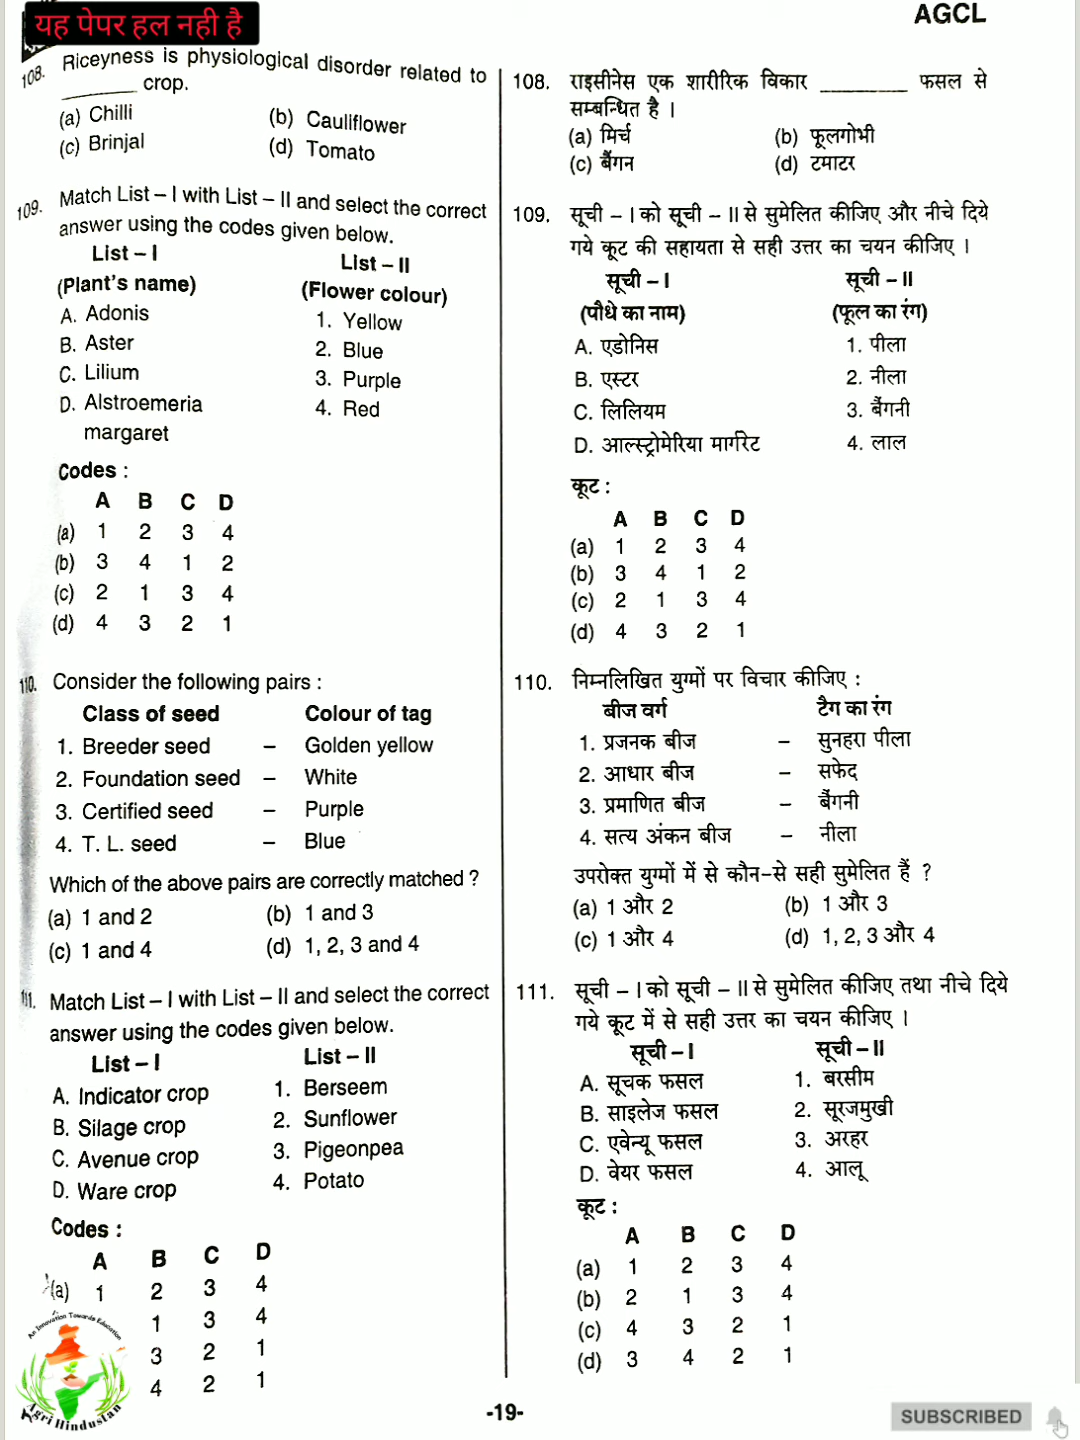 यह पेपर हल नही है
AGCL
108. Riceyness is physiological disorder related to
________ crop.
(a) Chilli (b) Cauliflower
(c) Brinjal (d) Tomato
109. Match List – I with List – II and select the correct
answer using the codes given below.
List – I List – II
(Plant's name) (Flower colour)
A. Adonis 1. Yellow
B. Aster 2. Blue
C. Lilium 3. Purple
D. Alstroemeria 4. Red
margaret
Codes :
A B C D
(a) 1 2 3 4
(b) 3 4 1 2
(c) 2 1 3 4
(d) 4 3 2 1
110. Consider the following pairs :
Class of seed Colour of tag
1. Breeder seed – Golden yellow
2. Foundation seed – White
3. Certified seed – Purple
4. T. L. seed – Blue
Which of the above pairs are correctly matched ?
(a) 1 and 2 (b) 1 and 3
(c) 1 and 4 (d) 1, 2, 3 and 4
111. Match List – I with List – II and select the correct
answer using the codes given below.
List – I List – II
A. Indicator crop 1. Berseem
B. Silage crop 2. Sunflower
C. Avenue crop 3. Pigeonpea
D. Ware crop 4. Potato
Codes :
A B C D
(a) 1 2 3 4
1 3 4
3 2 1
4 2 1
An Innovation Towards Education
Agri Hindustan
108. राइसीनेस एक शारीरिक विकार ________ फसल से
सम्बन्धित है ।
(a) मिर्च (b) फूलगोभी
(c) बैंगन (d) टमाटर
109. सूची – I को सूची – II से सुमेलित कीजिए और नीचे दिये
गये कूट की सहायता से सही उत्तर का चयन कीजिए ।
सूची – I सूची – II
(पौधे का नाम) (फूल का रंग)
A. एडोनिस 1. पीला
B. एस्टर 2. नीला
C. लिलियम 3. बैंगनी
D. आल्स्ट्रोमेरिया मार्गरेट 4. लाल
कूट :
A B C D
(a) 1 2 3 4
(b) 3 4 1 2
(c) 2 1 3 4
(d) 4 3 2 1
110. निम्नलिखित युग्मों पर विचार कीजिए :
बीज वर्ग टैग का रंग
1. प्रजनक बीज – सुनहरा पीला
2. आधार बीज – सफेद
3. प्रमाणित बीज – बैंगनी
4. सत्य अंकन बीज – नीला
उपरोक्त युग्मों में से कौन-से सही सुमेलित हैं ?
(a) 1 और 2 (b) 1 और 3
(c) 1 और 4 (d) 1, 2, 3 और 4
111. सूची – I को सूची – II से सुमेलित कीजिए तथा नीचे दिये
गये कूट में से सही उत्तर का चयन कीजिए ।
सूची – I सूची – II
A. सूचक फसल 1. बरसीम
B. साइलेज फसल 2. सूरजमुखी
C. एवेन्यू फसल 3. अरहर
D. वेयर फसल 4. आलू
कूट :
A B C D
(a) 1 2 3 4
(b) 2 1 3 4
(c) 4 3 2 1
(d) 3 4 2 1
-19-
SUBSCRIBED